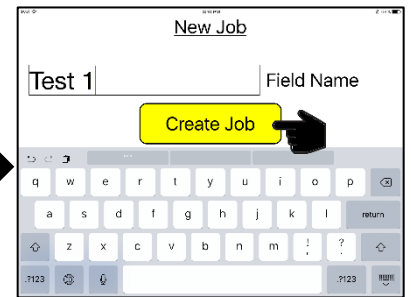 New Job
Test 1 Field Name
Create Job
q w e r t y u i o p
a s d f g h j k l return
z x c v b n m ! , ? .
.?123 .?123